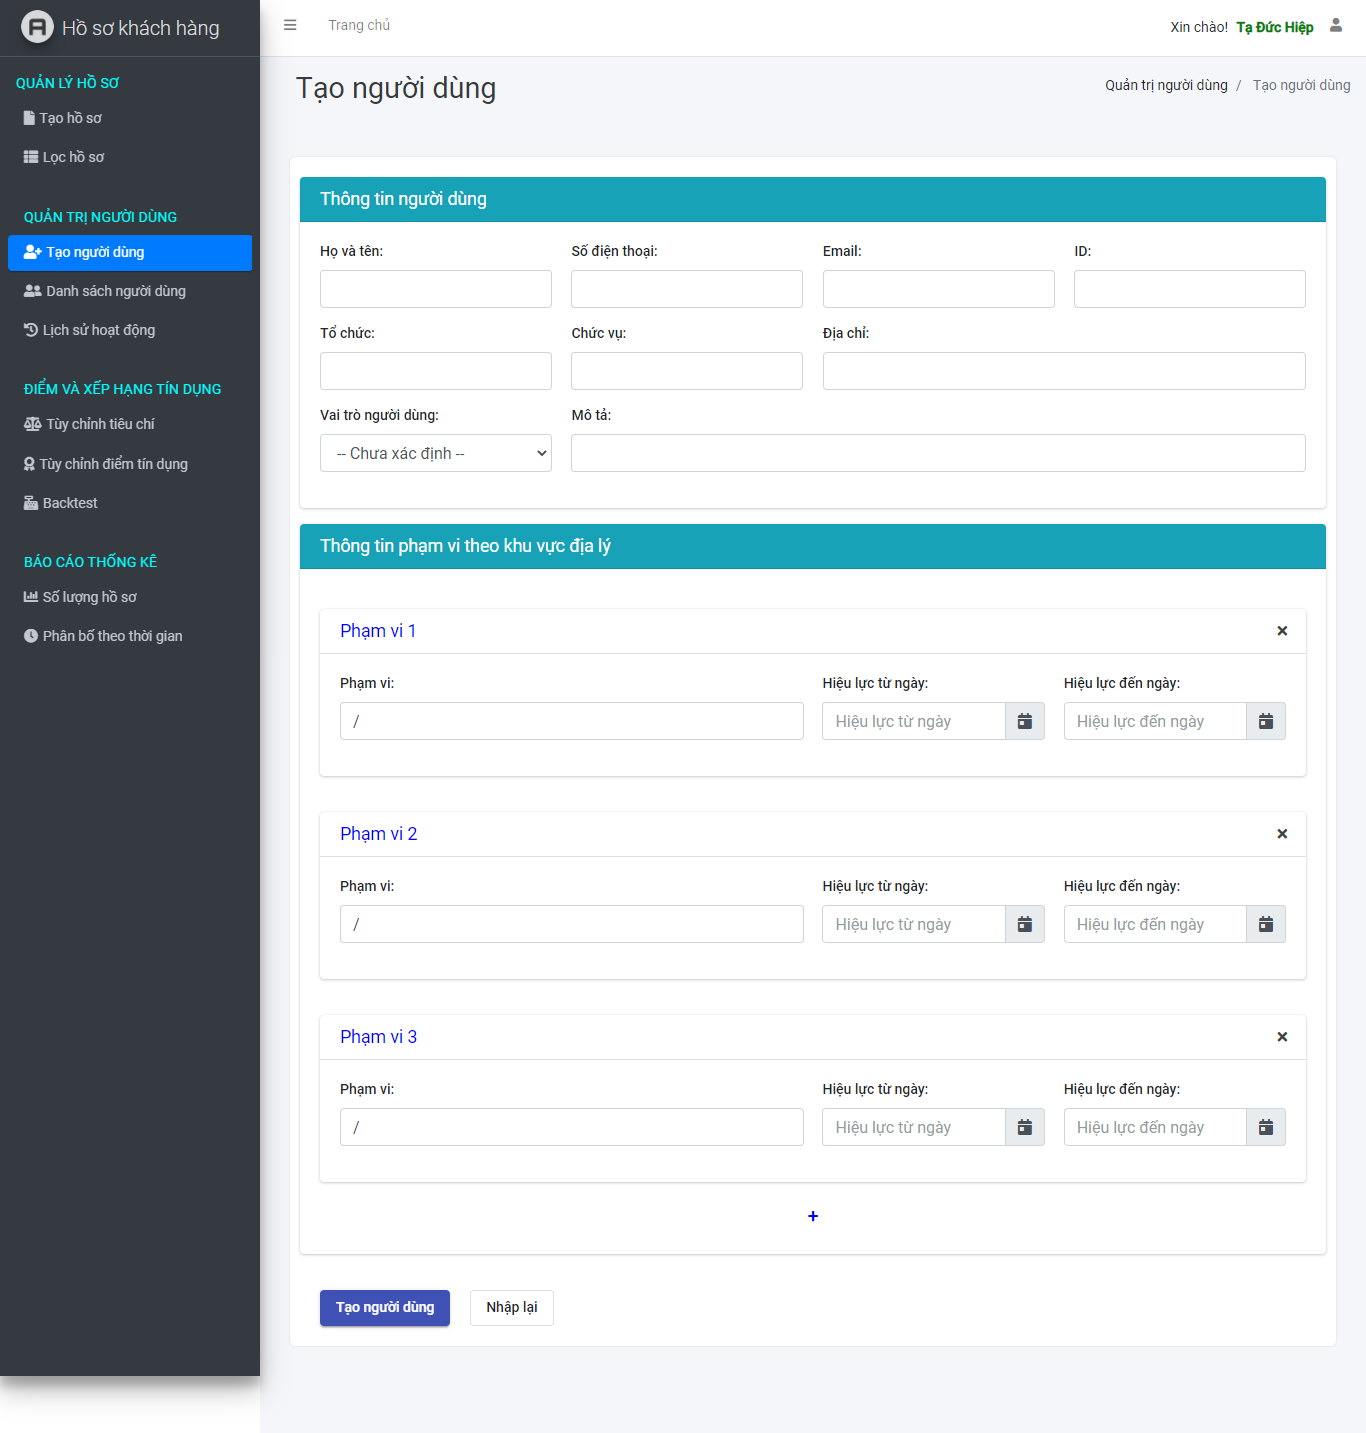 Hồ sơ khách hàng
Trang chủ
Xin chào! Tạ Đức Hiệp
QUẢN LÝ HỒ SƠ
Tạo hồ sơ
Lọc hồ sơ
QUẢN TRỊ NGƯỜI DÙNG
Tạo người dùng
Danh sách người dùng
Lịch sử hoạt động
ĐIỂM VÀ XẾP HẠNG TÍN DỤNG
Tùy chỉnh tiêu chí
Tùy chỉnh điểm tín dụng
Backtest
BÁO CÁO THỐNG KÊ
Số lượng hồ sơ
Phân bố theo thời gian
Tạo người dùng
Quản trị người dùng / Tạo người dùng
Thông tin người dùng
Họ và tên: Số điện thoại: Email: ID:
Tổ chức: Chức vụ: Địa chỉ:
Vai trò người dùng: Mô tả:
-- Chưa xác định --
Thông tin phạm vi theo khu vực địa lý
Phạm vi 1
Phạm vi: Hiệu lực từ ngày: Hiệu lực đến ngày:
/ Hiệu lực từ ngày Hiệu lực đến ngày
Phạm vi 2
Phạm vi: Hiệu lực từ ngày: Hiệu lực đến ngày:
/ Hiệu lực từ ngày Hiệu lực đến ngày
Phạm vi 3
Phạm vi: Hiệu lực từ ngày: Hiệu lực đến ngày:
/ Hiệu lực từ ngày Hiệu lực đến ngày
+
Tạo người dùng Nhập lại